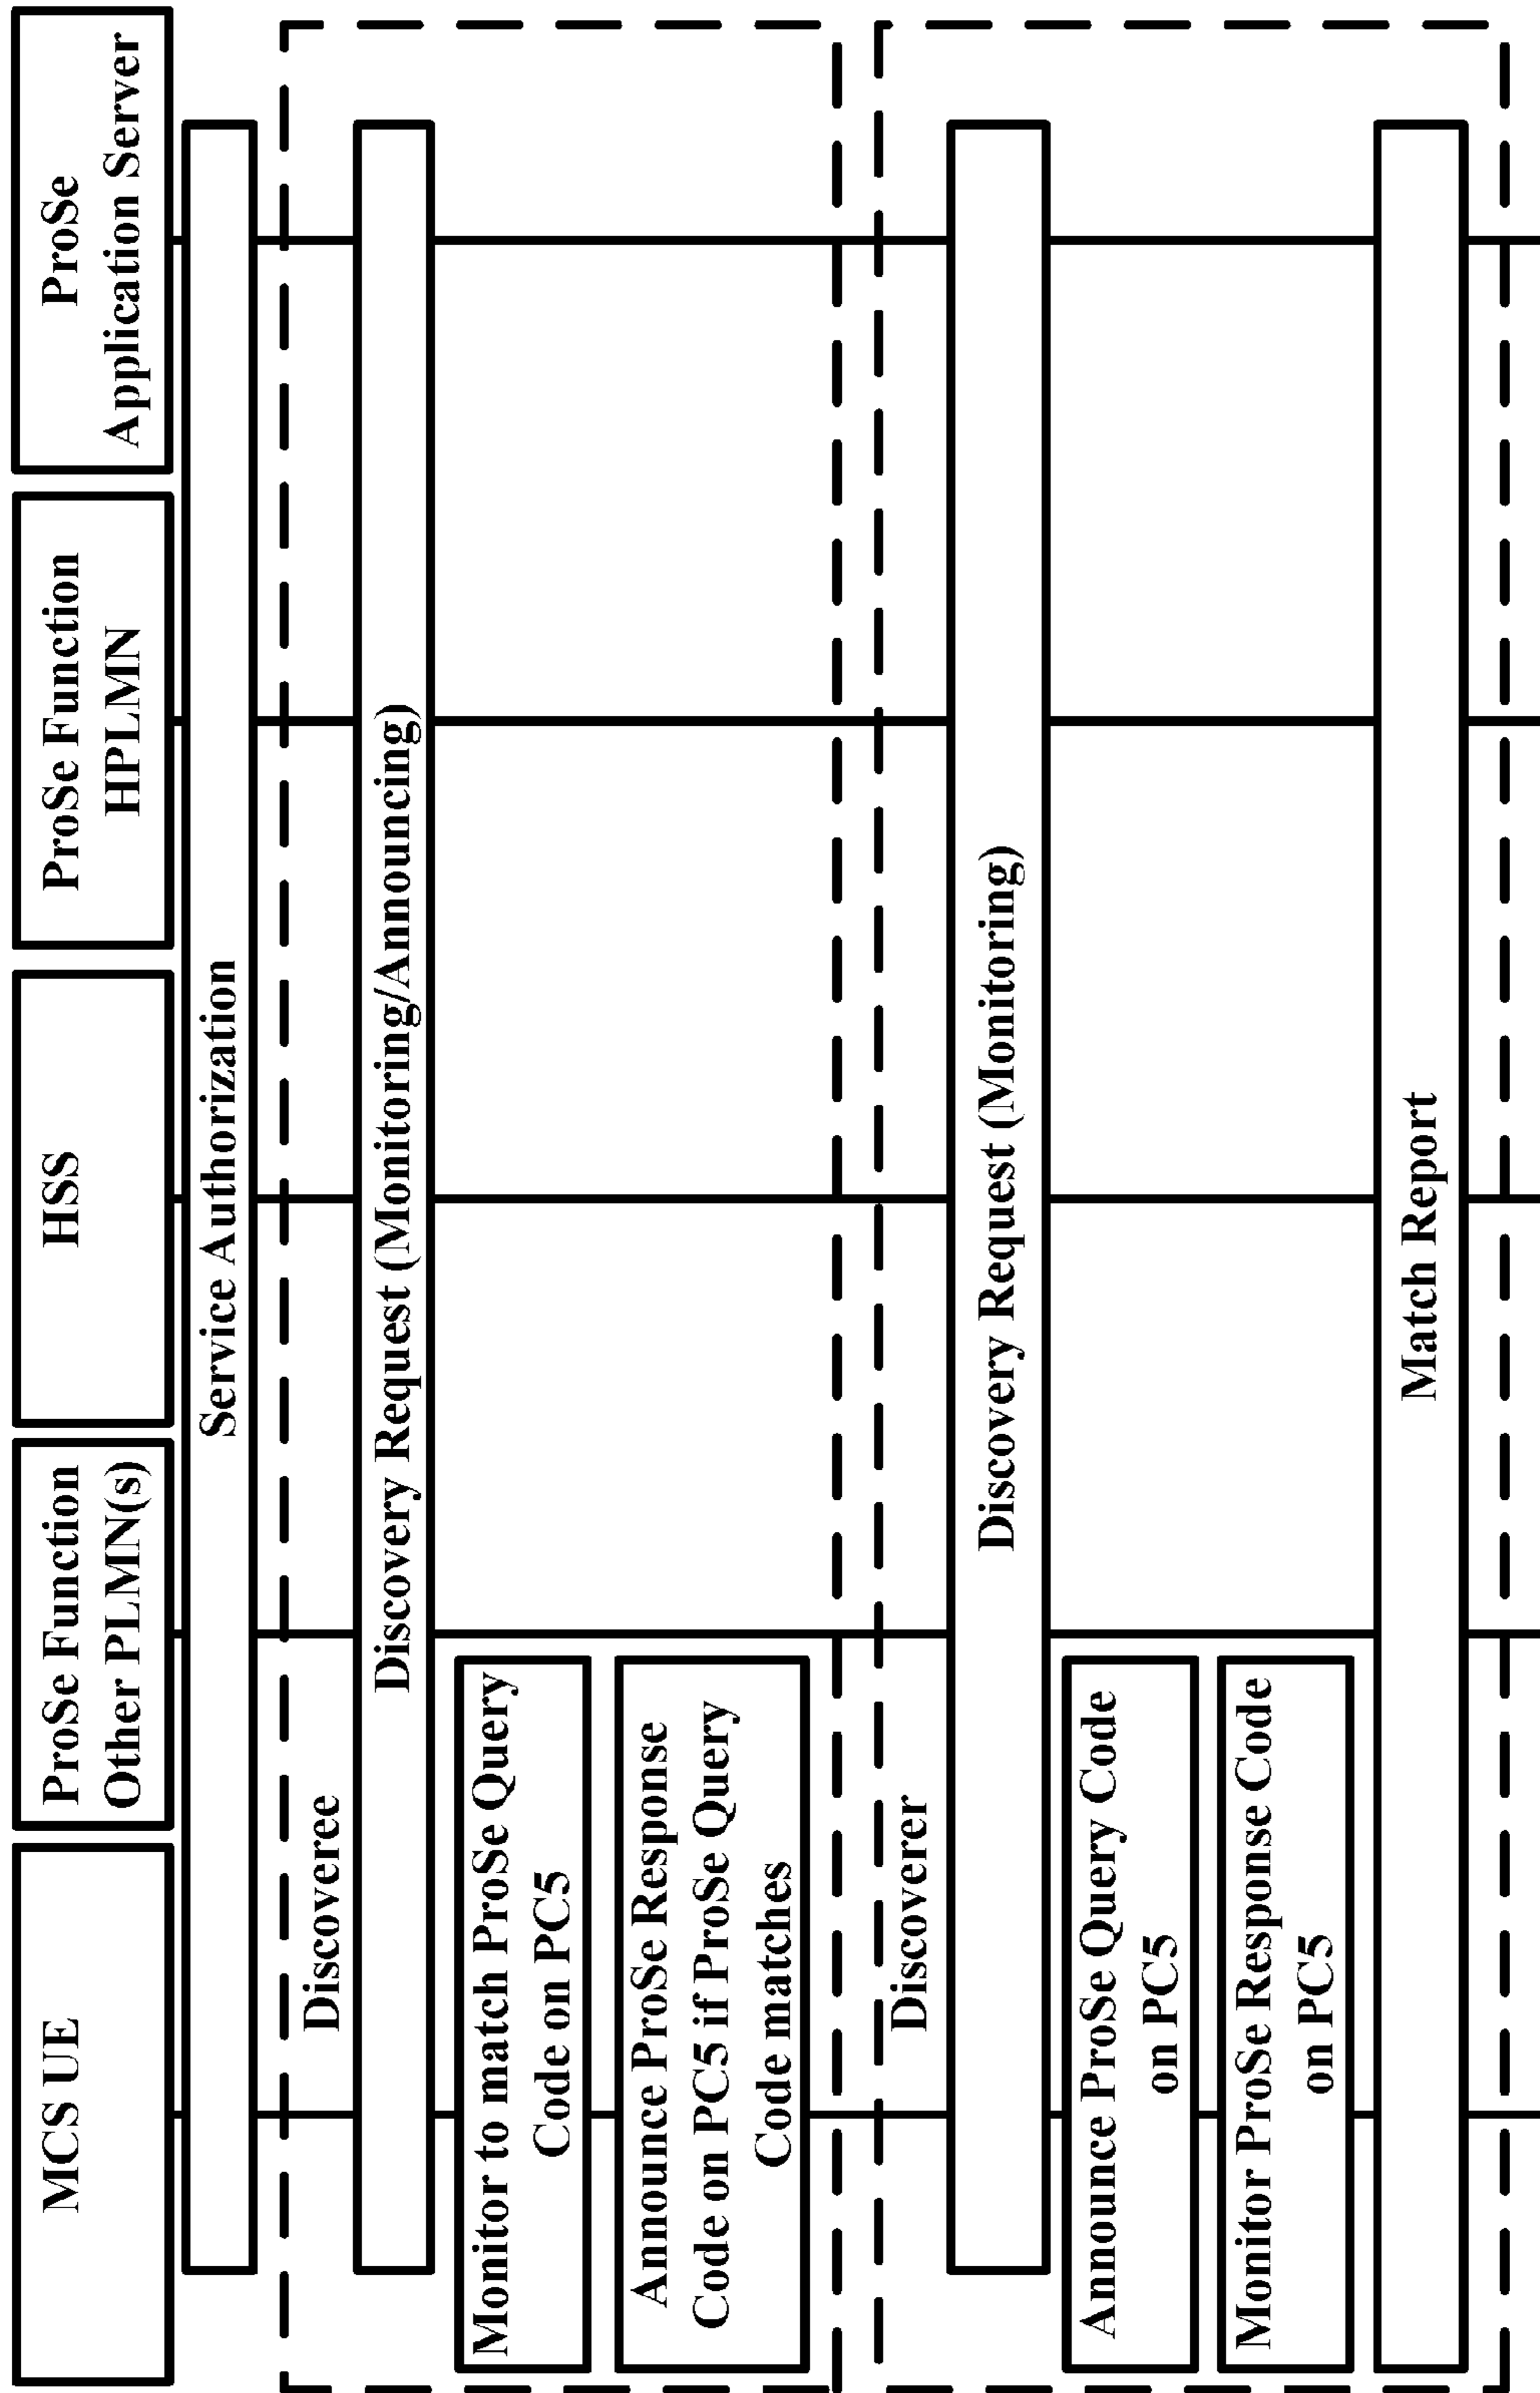 MCS UE
ProSe Function
Other PLMN(s)
HSS
ProSe Function
HPLMN
ProSe
Application Server
Service Authorization
Discoveree
Discovery Request (Monitoring/Announcing)
Monitor to match ProSe Query
Code on PC5
Announce ProSe Response
Code on PC5 if ProSe Query
Code matches
Discoverer
Discovery Request (Monitoring)
Announce ProSe Query Code
on PC5
Monitor ProSe Response Code
on PC5
Match Report